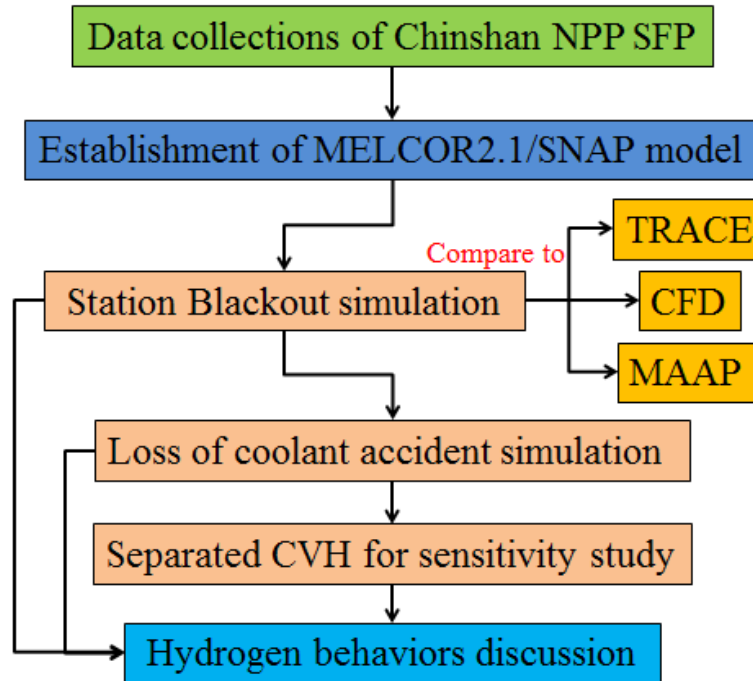 Data collections of Chinshan NPP SFP
Establishment of MELCOR2.1/SNAP model
Compare to
TRACE
Station Blackout simulation
CFD
MAAP
Loss of coolant accident simulation
Separated CVH for sensitivity study
Hydrogen behaviors discussion